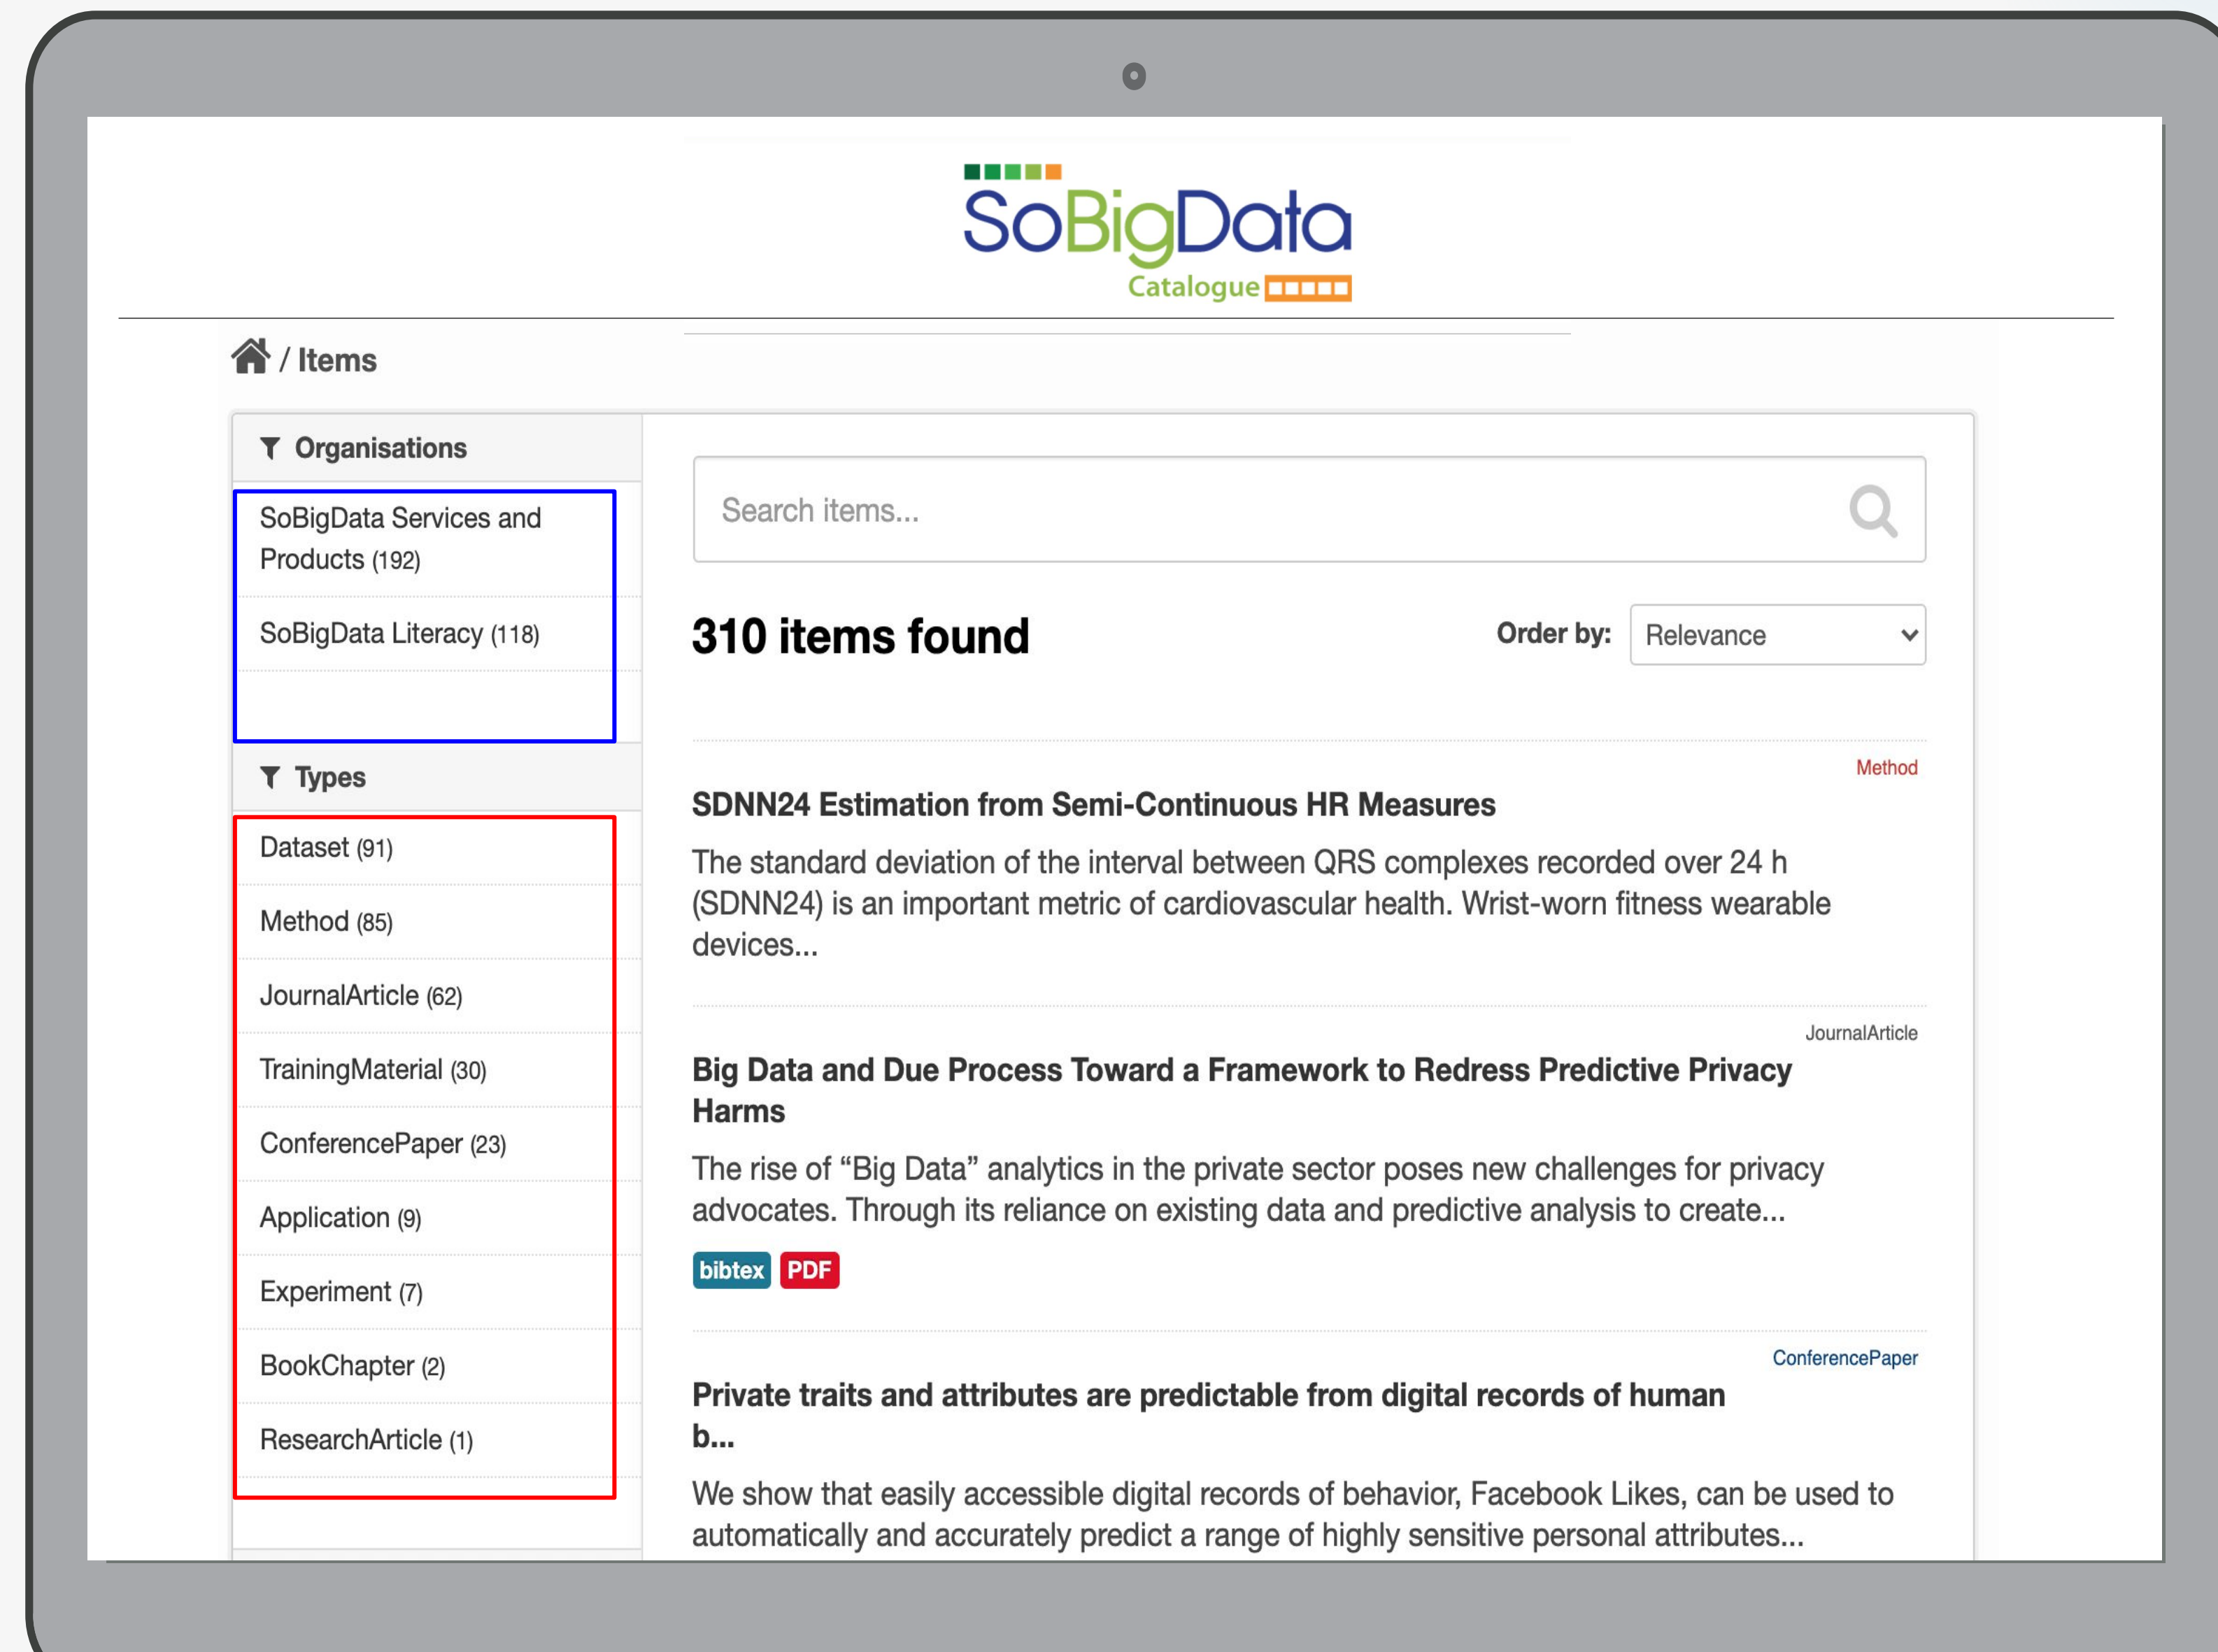 SoBigData
Catalogue
/ Items
Organisations
SoBigData Services and
Products (192)
SoBigData Literacy (118)
Types
Dataset (91)
Method (85)
JournalArticle (62)
TrainingMaterial (30)
ConferencePaper (23)
Application (9)
Experiment (7)
BookChapter (2)
ResearchArticle (1)
Search items...
310 items found
Order by: Relevance
Method
SDNN24 Estimation from Semi-Continuous HR Measures
The standard deviation of the interval between QRS complexes recorded over 24 h
(SDNN24) is an important metric of cardiovascular health. Wrist-worn fitness wearable
devices...
JournalArticle
Big Data and Due Process Toward a Framework to Redress Predictive Privacy
Harms
The rise of “Big Data” analytics in the private sector poses new challenges for privacy
advocates. Through its reliance on existing data and predictive analysis to create...
bibtex PDF
ConferencePaper
Private traits and attributes are predictable from digital records of human
b...
We show that easily accessible digital records of behavior, Facebook Likes, can be used to
automatically and accurately predict a range of highly sensitive personal attributes...